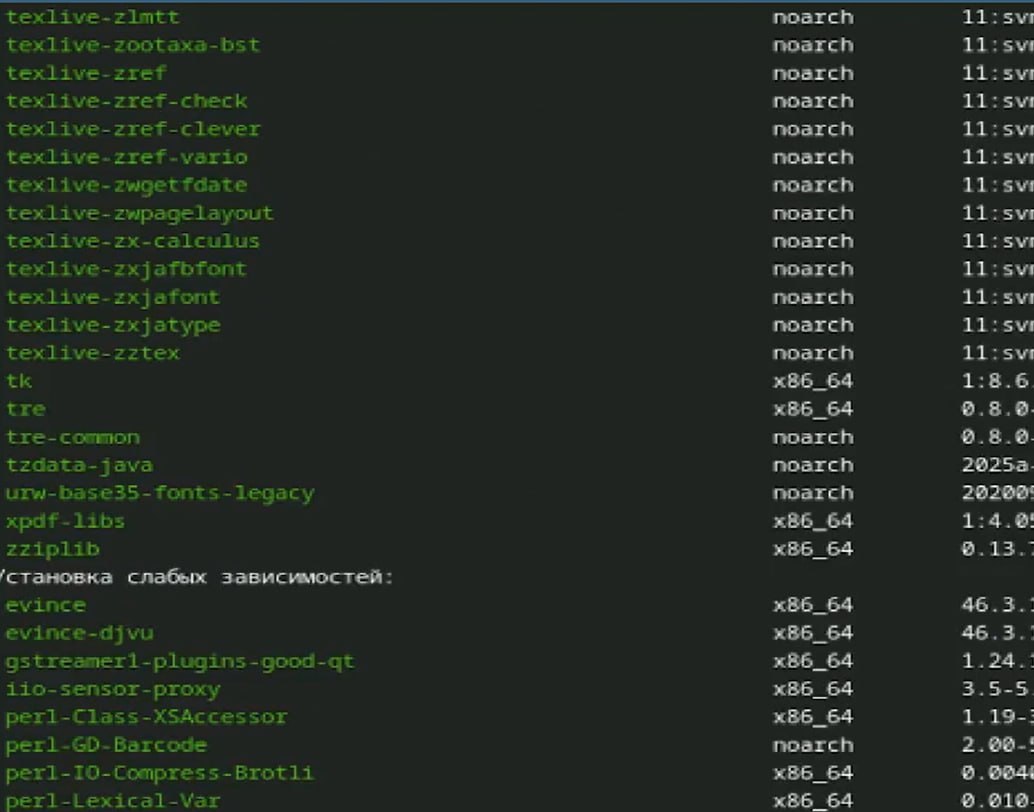 texlive-zlmtt noarch 11:svn
texlive-zootaxa-bst noarch 11:svn
texlive-zref noarch 11:svn
texlive-zref-check noarch 11:svn
texlive-zref-clever noarch 11:svn
texlive-zref-vario noarch 11:svn
texlive-zwgetfdate noarch 11:svn
texlive-zwpagelayout noarch 11:svn
texlive-zx-calculus noarch 11:svn
texlive-zxjafbfont noarch 11:svn
texlive-zxjafont noarch 11:svn
texlive-zxjatype noarch 11:svn
texlive-zztex noarch 11:svn
tk x86_64 1:8.6.
tre x86_64 0.8.0-
tre-common noarch 0.8.0-
tzdata-java noarch 2025a-
urw-base35-fonts-legacy noarch 202009
xpdf-libs x86_64 1:4.05
zziplib x86_64 0.13.7
Установка слабых зависимостей:
evince x86_64 46.3.1
evince-djvu x86_64 46.3.1
gstreamer1-plugins-good-qt x86_64 1.24.1
iio-sensor-proxy x86_64 3.5-5
perl-Class-XSAccessor x86_64 1.19-3
perl-GD-Barcode noarch 2.00-5
perl-IO-Compress-Brotli x86_64 0.0040
perl-Lexical-Var x86_64 0.010-